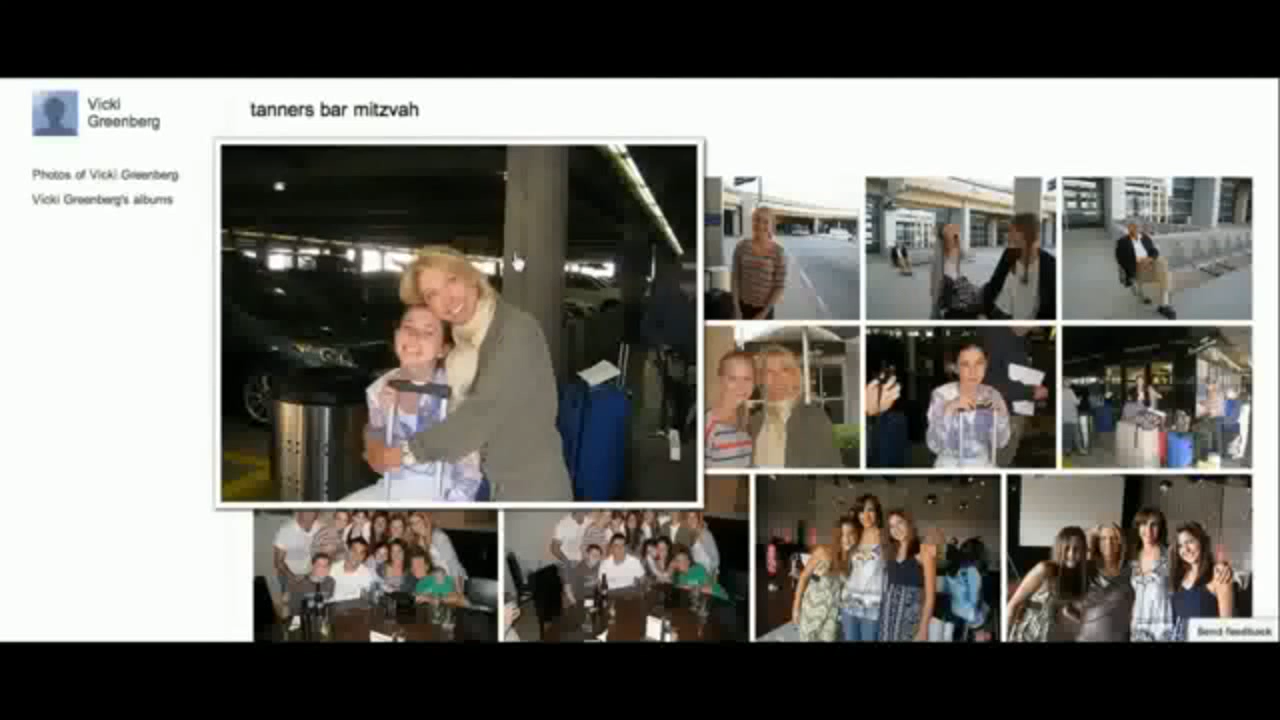 Vicki
Greenberg
tanners bar mitzvah
Photos of Vicki Greenberg
Vicki Greenberg's albums
Send feedback